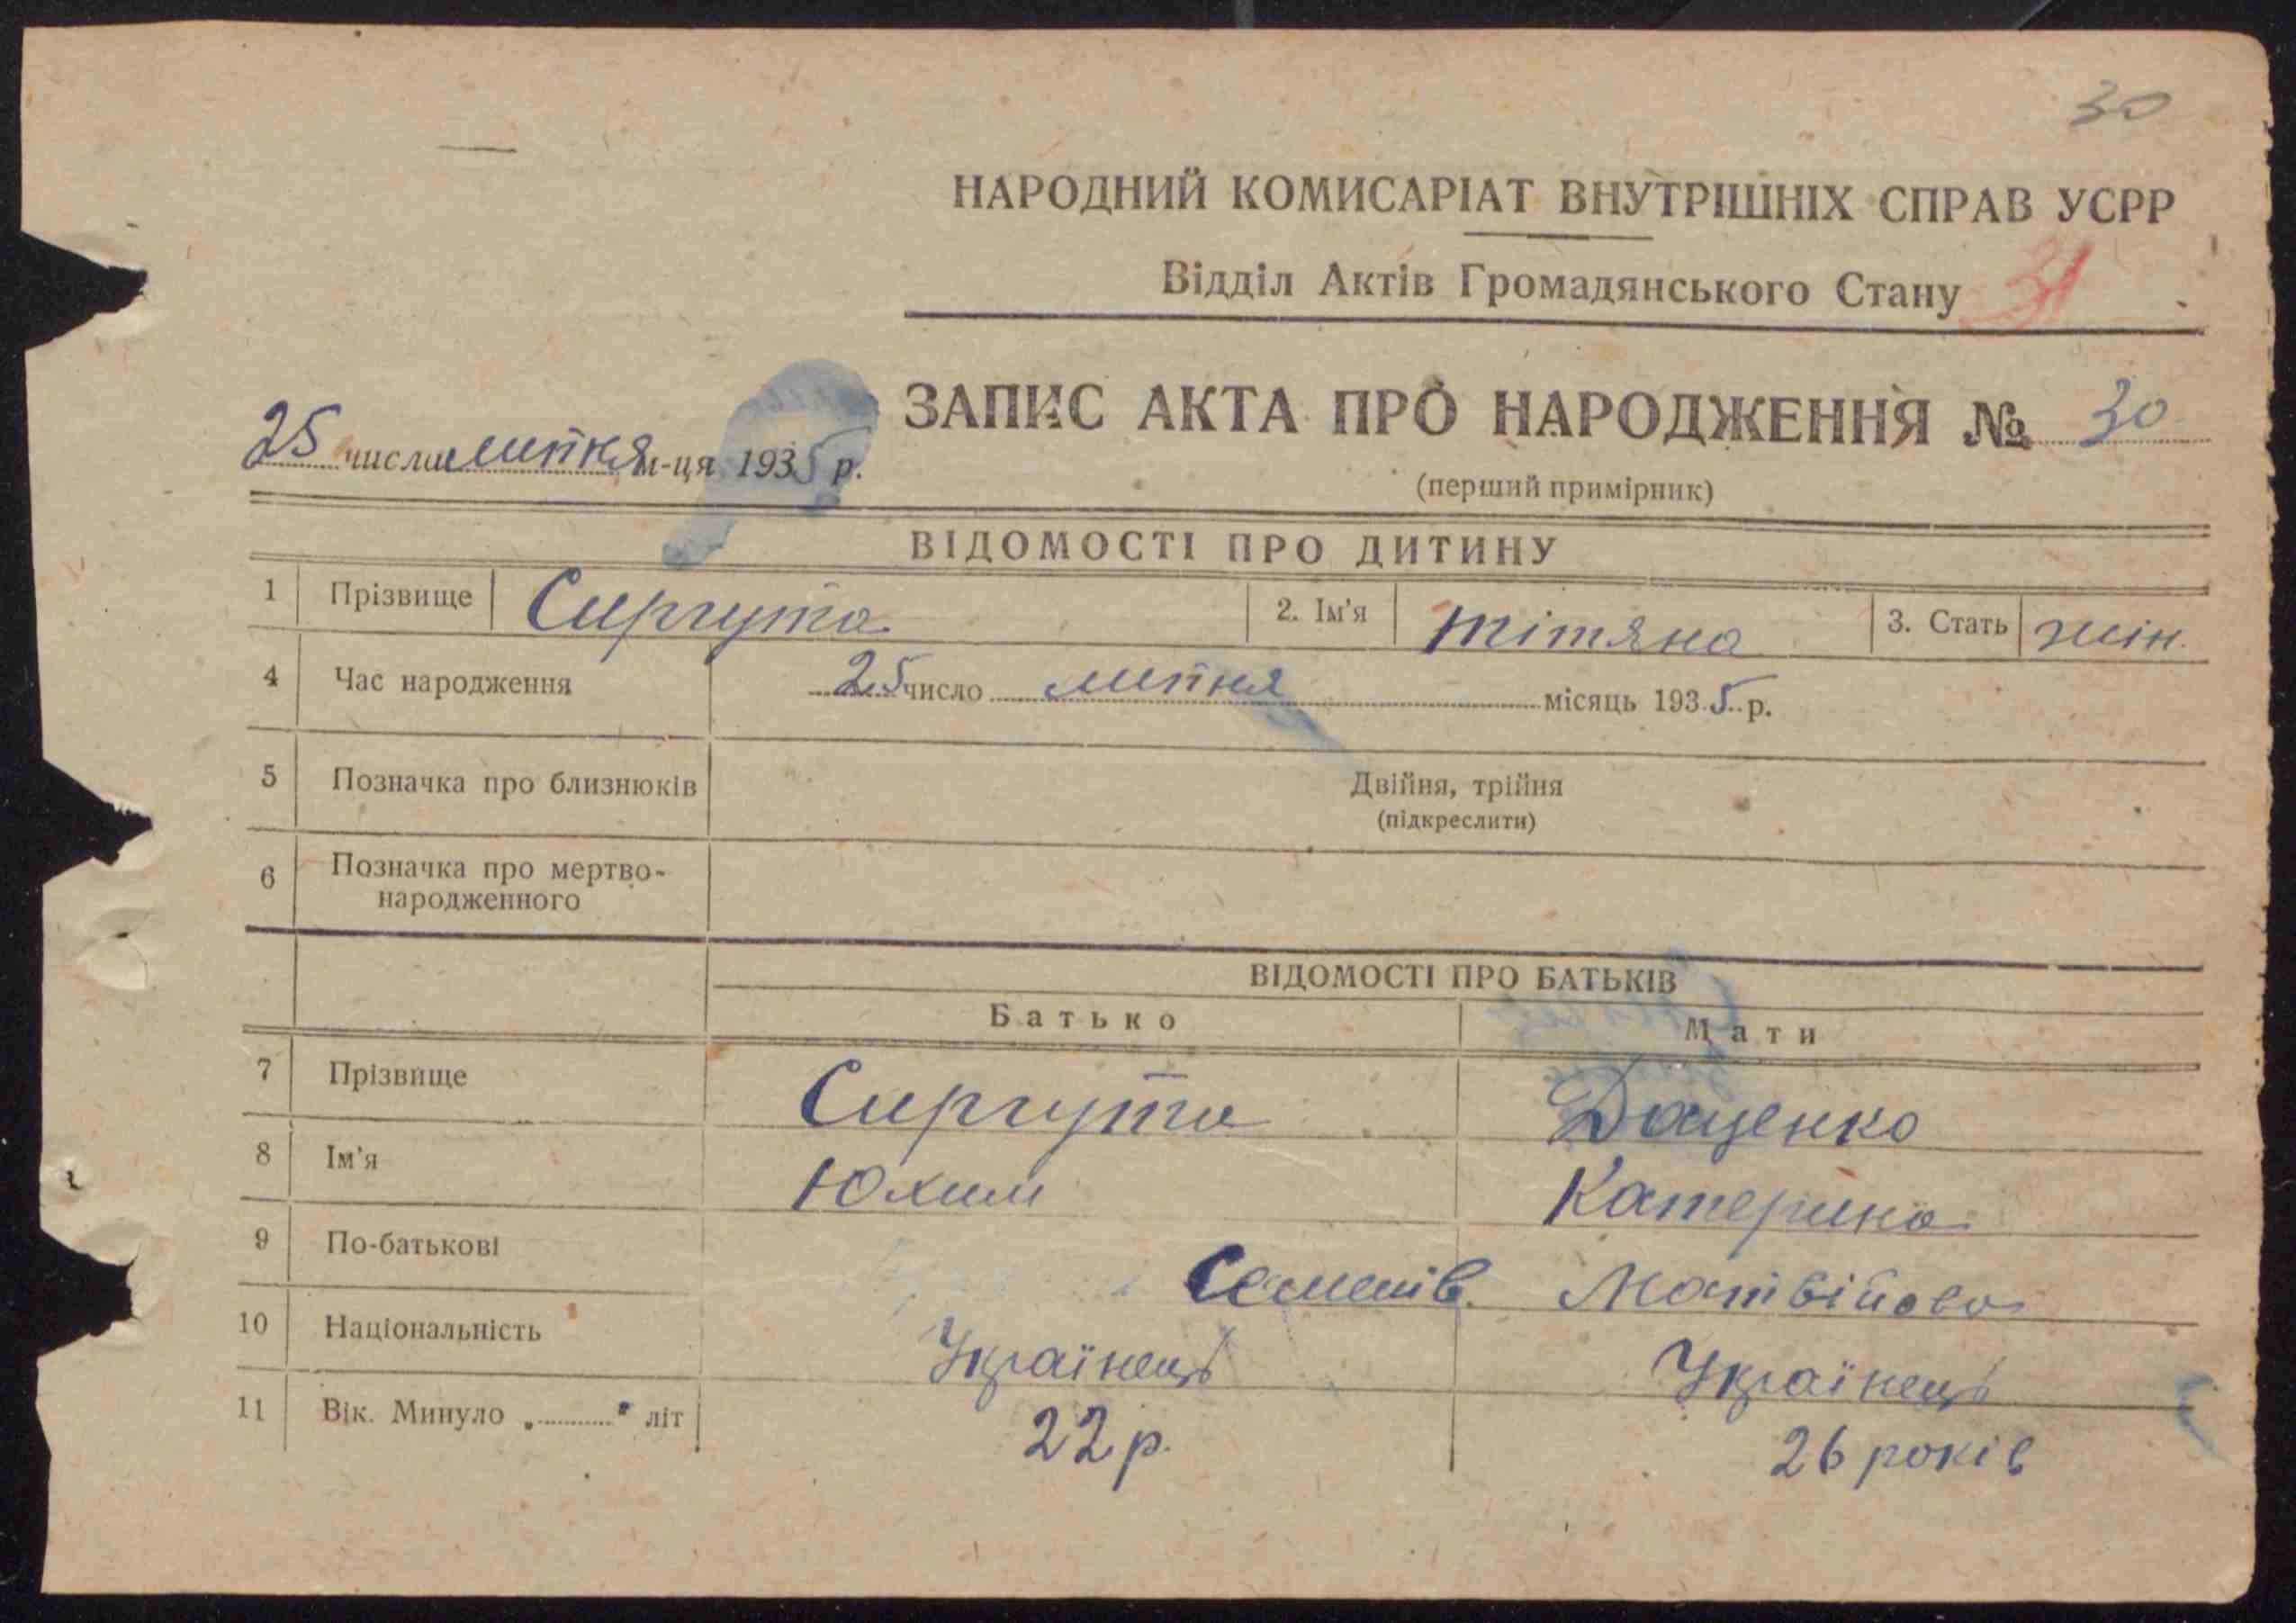 30
НАРОДНИЙ КОМИСАРІАТ ВНУТРІШНІХ СПРАВ УСРР
Відділ Актів Громадянського Стану 31
ЗАПИС АКТА ПРО НАРОДЖЕННЯ № 30
25 числа липня м-ця 1935 р.
(перший примірник)
ВІДОМОСТІ ПРО ДИТИНУ
1 Прізвище Сиргута 2. Ім'я Тітяна 3. Стать жін.
4 Час народження 25 число липня місяць 1935 р.
5 Позначка про близнюків Двійня, трійня
(підкреслити)
6 Позначка про мертво-
народженного
ВІДОМОСТІ ПРО БАТЬКІВ
Батько Мати
7 Прізвище Сиргута Даценко
8 Ім'я Юхим Катерина
9 По-батькові Семенів. Матвійова
10 Національність Українець Українець
11 Вік. Минуло „............" літ 22 р. 26 років